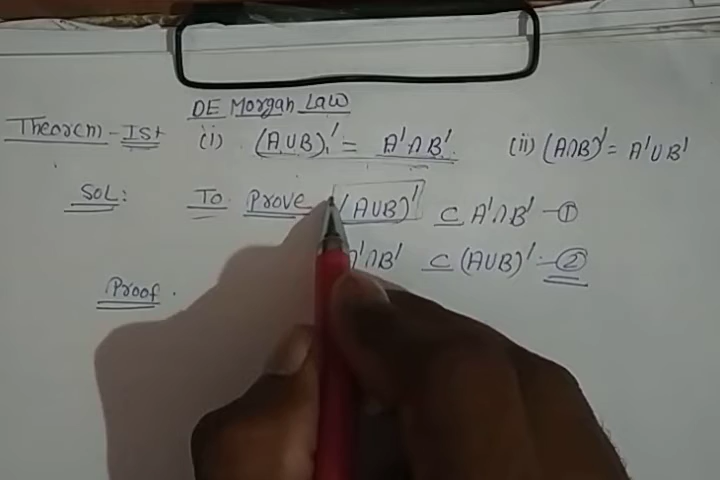 DE Morgan Law
Theorem - Ist (i) (A∪B)' = A'∩B' (ii) (A∩B)' = A'∪B'
SOL: To Prove (A∪B)' ⊆ A'∩B' - ①
'∩B' ⊆ (A∪B)' - ②
Proof.